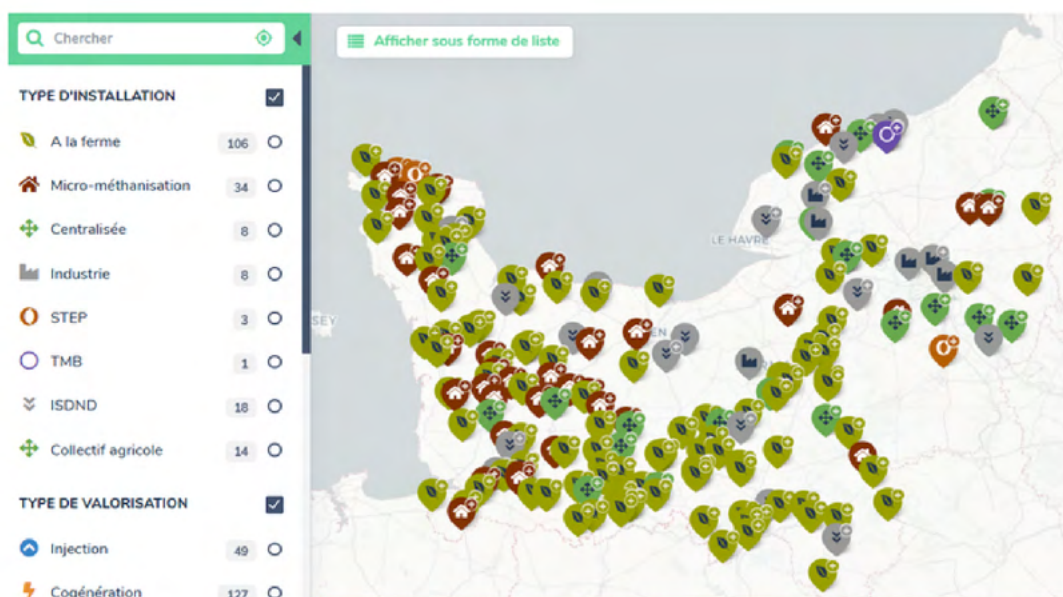 Chercher
Afficher sous forme de liste
TYPE D'INSTALLATION
A la ferme 106
Micro-méthanisation 34
Centralisée 8
Industrie 8
STEP 3
TMB 1
ISDND 18
Collectif agricole 14
TYPE DE VALORISATION
Injection 49
Cogénération 127
LE HAVRE
SEY
EN